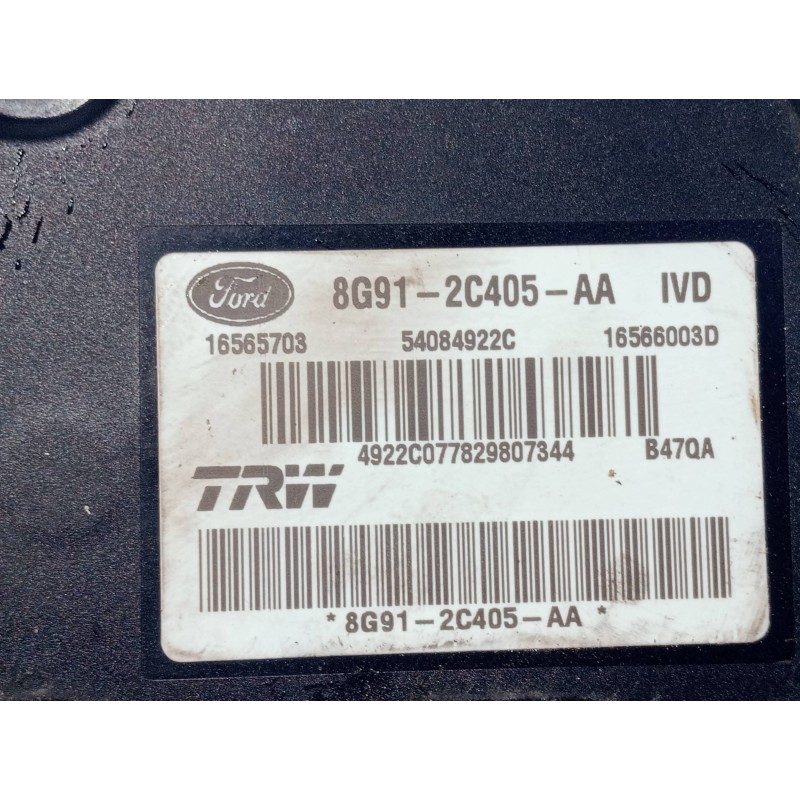 Ford 8G91-2C405-AA IVD
16565703 54084922C 16566003D
4922C077829807344 B47QA
TRW
*8G91-2C405-AA*